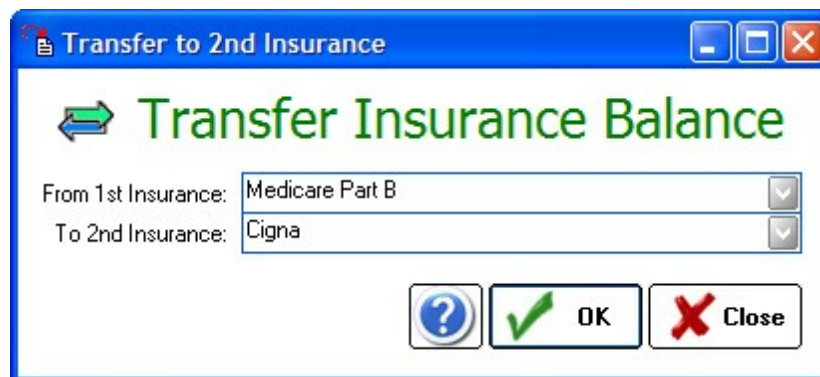 Transfer to 2nd Insurance
Transfer Insurance Balance
From 1st Insurance: Medicare Part B
To 2nd Insurance: Cigna
? OK Close